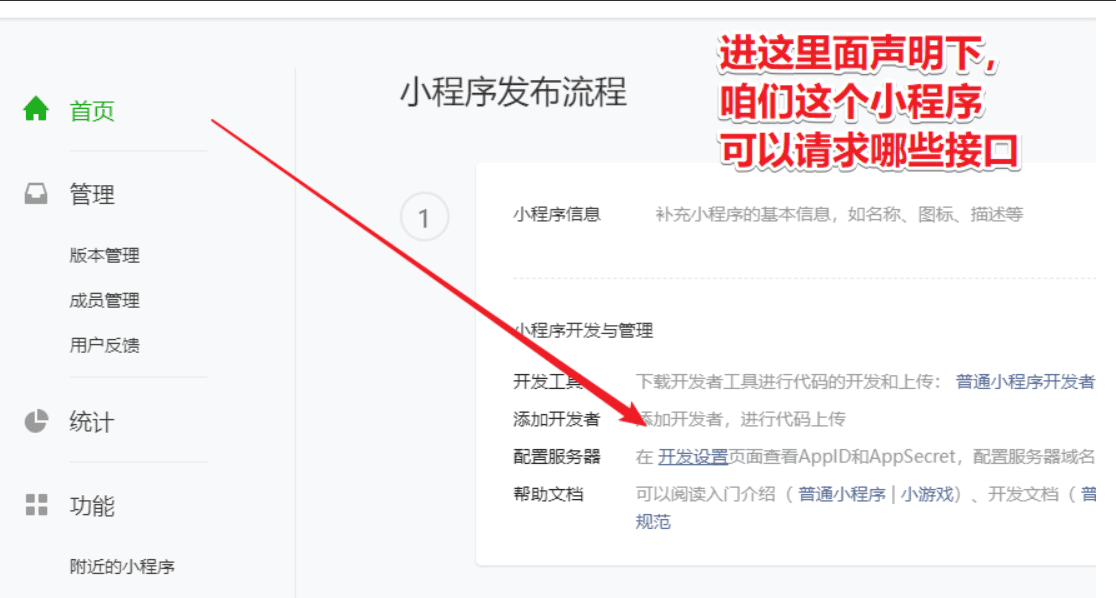 进这里面声明下，
咱们这个小程序
可以请求哪些接口
小程序发布流程
首页
管理
版本管理
成员管理
用户反馈
统计
功能
附近的小程序
1
小程序信息 补充小程序的基本信息，如名称、图标、描述等
小程序开发与管理
开发工具 下载开发者工具进行代码的开发和上传： 普通小程序开发者
添加开发者 添加开发者，进行代码上传
配置服务器 在 开发设置页面查看AppID和AppSecret，配置服务器域名
帮助文档 可以阅读入门介绍（ 普通小程序 | 小游戏）、开发文档（ 普
规范